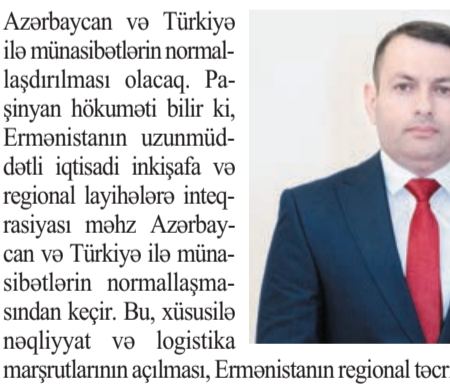 Azərbaycan və Türkiyə
ilə münasibətlərin normal-
laşdırılması olacaq. Pa-
şinyan hökuməti bilir ki,
Ermənistanın uzunmüd-
dətli iqtisadi inkişafa və
regional layihələrə inteq-
rasiyası məhz Azərbay-
can və Türkiyə ilə müna-
sibətlərin normallaşma-
sından keçir. Bu, xüsusilə
nəqliyyat və logistika
marşrutlarının açılması, Ermənistanın regional təcr